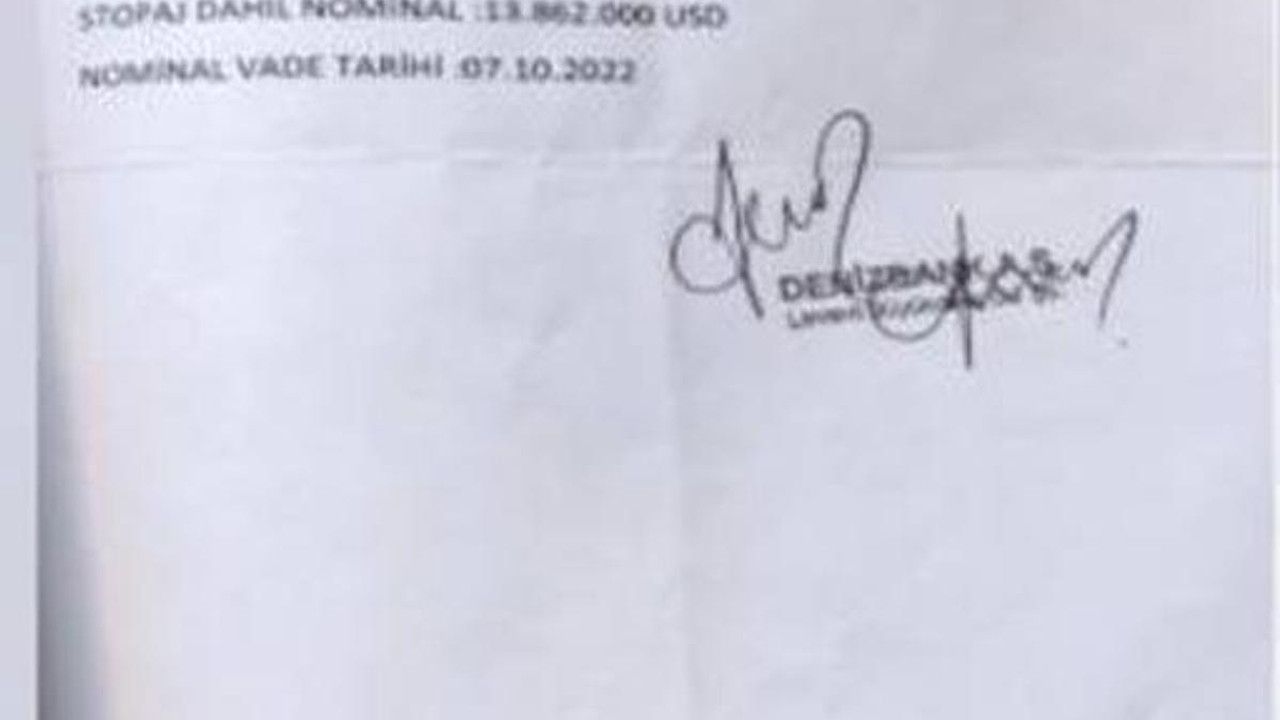 STOPAJ DAHİL NOMİNAL :13.862.000 USD
NOMİNAL VADE TARİHİ :07.10.2022
DENİZBANK A.Ş.